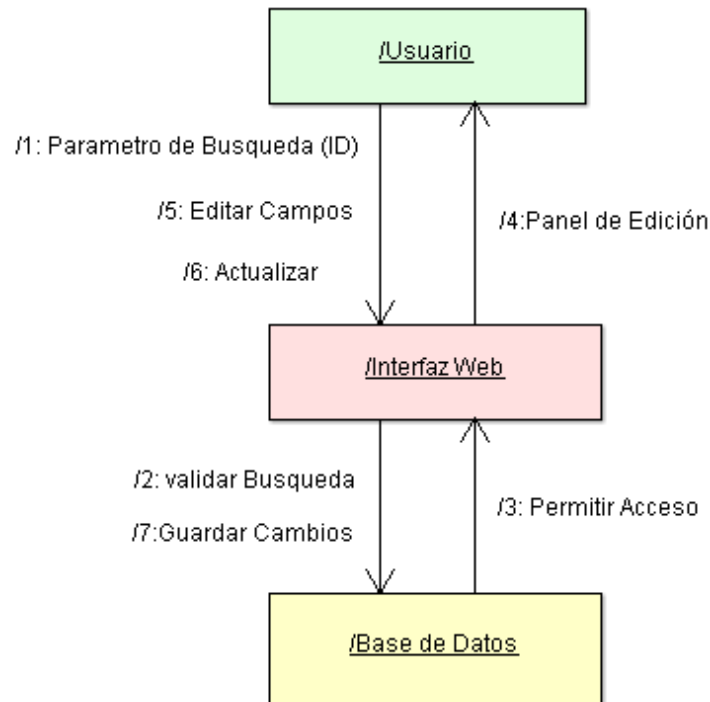 /Usuario
/1: Parametro de Busqueda (ID)
/5: Editar Campos
/4:Panel de Edición
/6: Actualizar
/Interfaz Web
/2: validar Busqueda
/3: Permitir Acceso
/7:Guardar Cambios
/Base de Datos